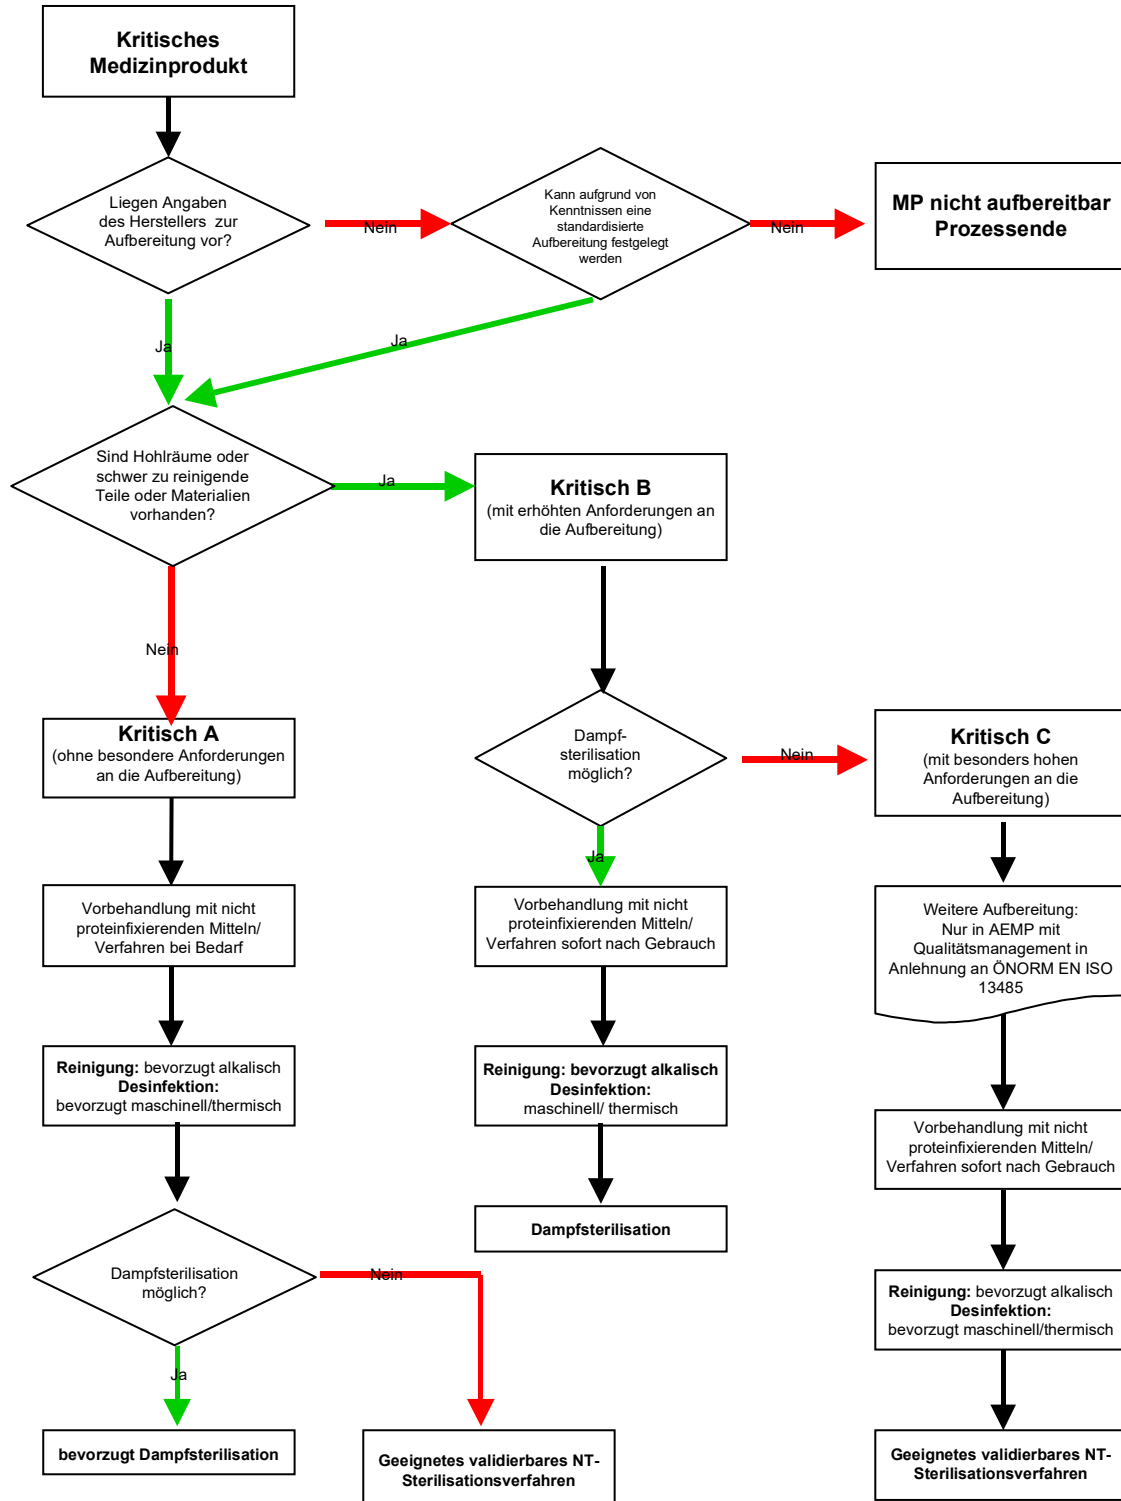 Kritisches
Medizinprodukt
Liegen Angaben
des Herstellers zur
Aufbereitung vor?
Nein
Kann aufgrund von
Kenntnissen eine
standardisierte
Aufbereitung festgelegt
werden
Nein
MP nicht aufbereitbar
Prozessende
Ja
Ja
Sind Hohlräume oder
schwer zu reinigende
Teile oder Materialien
vorhanden?
Ja
Kritisch B
(mit erhöhten Anforderungen an
die Aufbereitung)
Nein
Kritisch A
(ohne besondere Anforderungen
an die Aufbereitung)
Dampf-
sterilisation
möglich?
Nein
Kritisch C
(mit besonders hohen
Anforderungen an die
Aufbereitung)
Ja
Vorbehandlung mit nicht
proteinfixierenden Mitteln/
Verfahren bei Bedarf
Vorbehandlung mit nicht
proteinfixierenden Mitteln/
Verfahren sofort nach Gebrauch
Weitere Aufbereitung:
Nur in AEMP mit
Qualitätsmanagement in
Anlehnung an ÖNORM EN ISO
13485
Reinigung: bevorzugt alkalisch
Desinfektion:
bevorzugt maschinell/thermisch
Reinigung: bevorzugt alkalisch
Desinfektion:
maschinell/ thermisch
Vorbehandlung mit nicht
proteinfixierenden Mitteln/
Verfahren sofort nach Gebrauch
Dampfsterilisation
möglich?
Nein
Dampfsterilisation
Reinigung: bevorzugt alkalisch
Desinfektion:
bevorzugt maschinell/thermisch
Ja
bevorzugt Dampfsterilisation
Geeignetes validierbares NT-
Sterilisationsverfahren
Geeignetes validierbares NT-
Sterilisationsverfahren